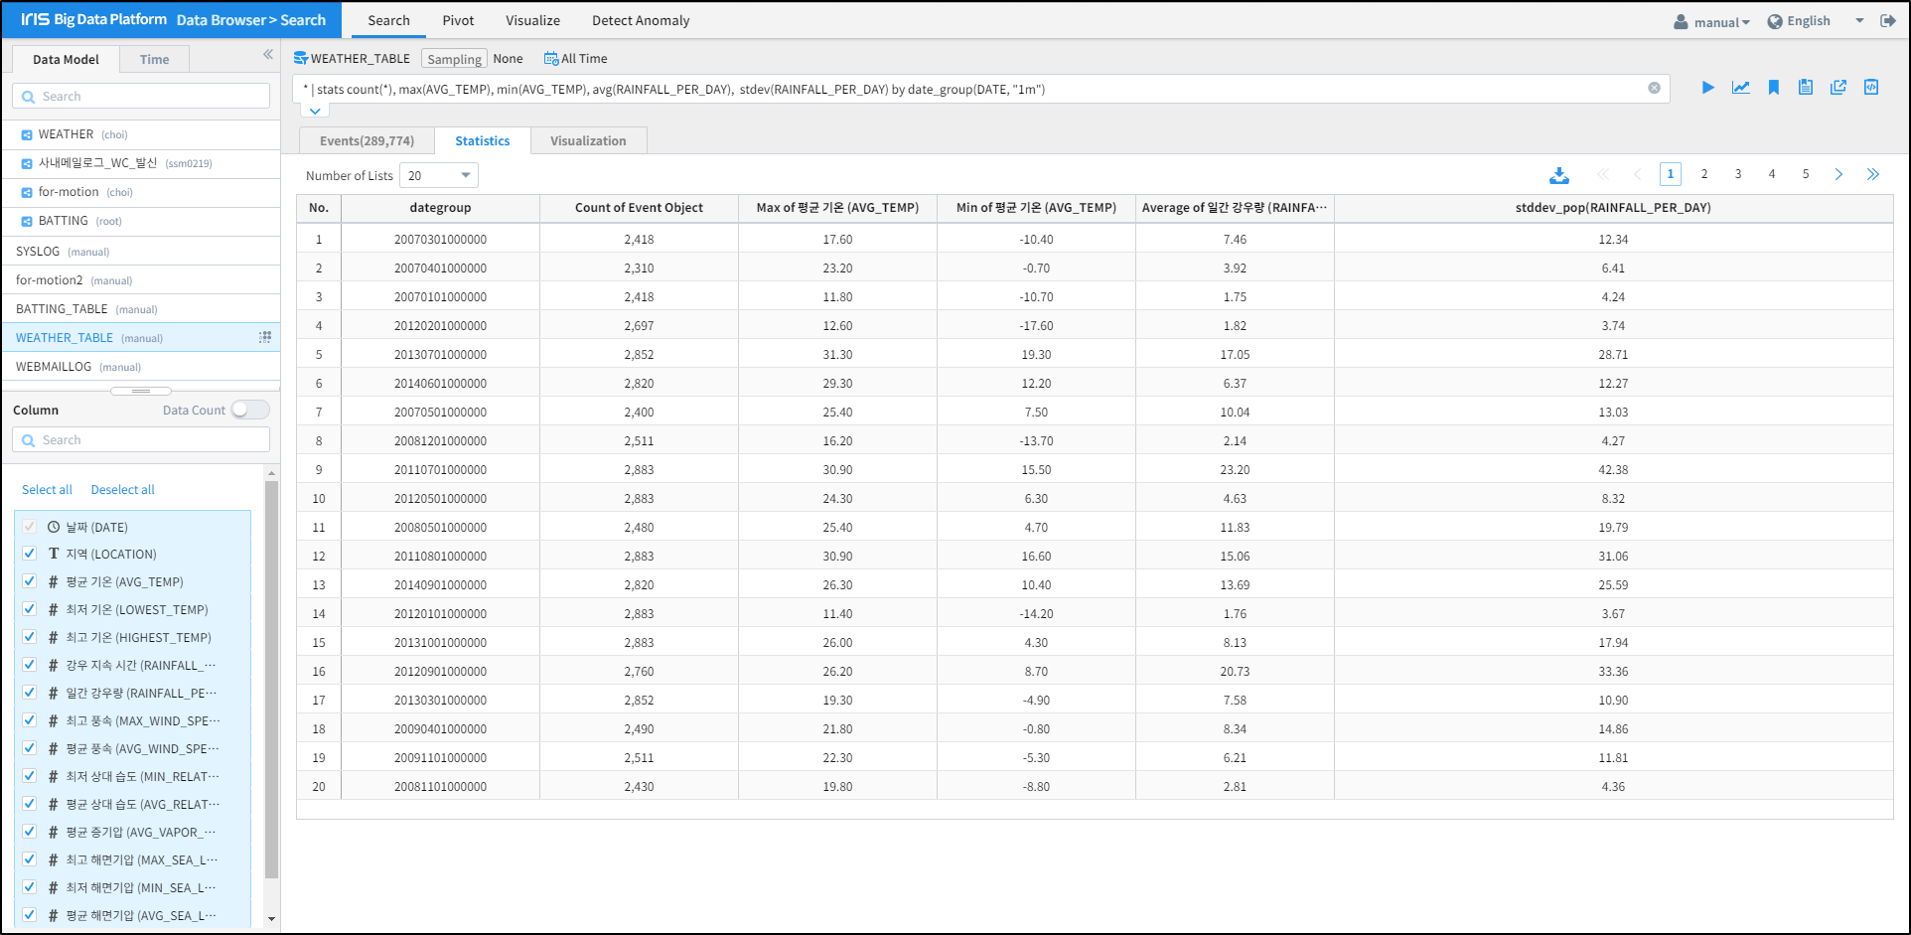 IRIS Big Data Platform Data Browser > Search Search Pivot Visualize Detect Anomaly manual English
Data Model Time
Search
WEATHER (choi)
사내메일로그_WC_발신 (ssm0219)
for-motion (choi)
BATTING (root)
SYSLOG (manual)
for-motion2 (manual)
BATTING_TABLE (manual)
WEATHER_TABLE (manual)
WEBMAILLOG (manual)
Column Data Count
Search
Select all Deselect all
날짜 (DATE)
T 지역 (LOCATION)
# 평균 기온 (AVG_TEMP)
# 최저 기온 (LOWEST_TEMP)
# 최고 기온 (HIGHEST_TEMP)
# 강우 지속 시간 (RAINFALL_···
# 일간 강우량 (RAINFALL_PE···
# 최고 풍속 (MAX_WIND_SPE···
# 평균 풍속 (AVG_WIND_SPE···
# 최저 상대 습도 (MIN_RELAT···
# 평균 상대 습도 (AVG_RELAT···
# 평균 증기압 (AVG_VAPOR_···
# 최고 해면기압 (MAX_SEA_L···
# 최저 해면기압 (MIN_SEA_L···
# 평균 해면기압 (AVG_SEA_L···
WEATHER_TABLE Sampling None All Time
* | stats count(*), max(AVG_TEMP), min(AVG_TEMP), avg(RAINFALL_PER_DAY), stdev(RAINFALL_PER_DAY) by date_group(DATE, "1m")
Events(289,774) Statistics Visualization
Number of Lists 20 1 2 3 4 5
No. dategroup Count of Event Object Max of 평균 기온 (AVG_TEMP) Min of 평균 기온 (AVG_TEMP) Average of 일간 강우량 (RAINFA··· stddev_pop(RAINFALL_PER_DAY)
1 20070301000000 2,418 17.60 -10.40 7.46 12.34
2 20070401000000 2,310 23.20 -0.70 3.92 6.41
3 20070101000000 2,418 11.80 -10.70 1.75 4.24
4 20120201000000 2,697 12.60 -17.60 1.82 3.74
5 20130701000000 2,852 31.30 19.30 17.05 28.71
6 20140601000000 2,820 29.30 12.20 6.37 12.27
7 20070501000000 2,400 25.40 7.50 10.04 13.03
8 20081201000000 2,511 16.20 -13.70 2.14 4.27
9 20110701000000 2,883 30.90 15.50 23.20 42.38
10 20120501000000 2,883 24.30 6.30 4.63 8.32
11 20080501000000 2,480 25.40 4.70 11.83 19.79
12 20110801000000 2,883 30.90 16.60 15.06 31.06
13 20140901000000 2,820 26.30 10.40 13.69 25.59
14 20120101000000 2,883 11.40 -14.20 1.76 3.67
15 20131001000000 2,883 26.00 4.30 8.13 17.94
16 20120901000000 2,760 26.20 8.70 20.73 33.36
17 20130301000000 2,852 19.30 -4.90 7.58 10.90
18 20090401000000 2,490 21.80 -0.80 8.34 14.86
19 20091101000000 2,511 22.30 -5.30 6.21 11.81
20 20081101000000 2,430 19.80 -8.80 2.81 4.36